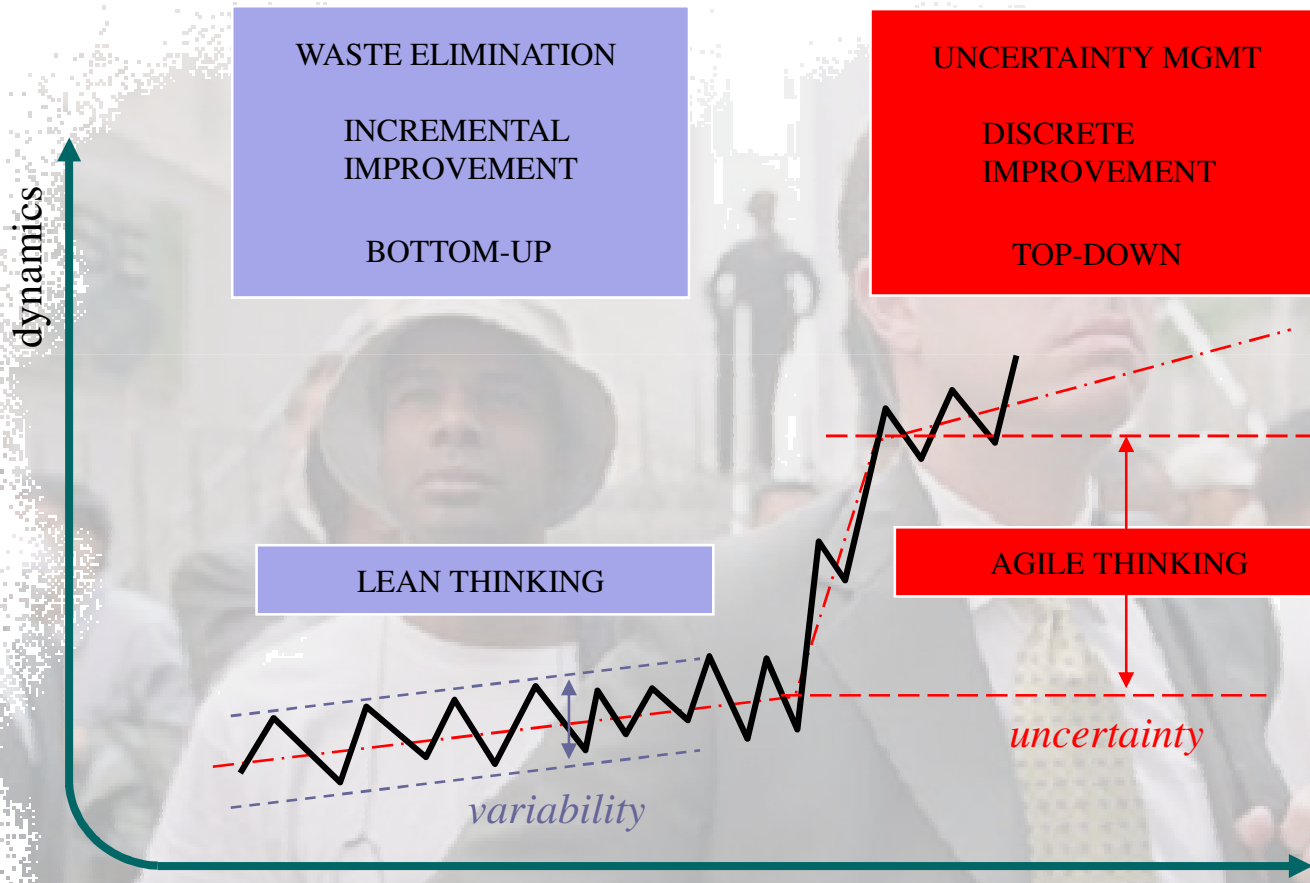 WASTE ELIMINATION
INCREMENTAL
IMPROVEMENT
BOTTOM-UP
UNCERTAINTY MGMT
DISCRETE
IMPROVEMENT
TOP-DOWN
dynamics
LEAN THINKING
AGILE THINKING
uncertainty
variability